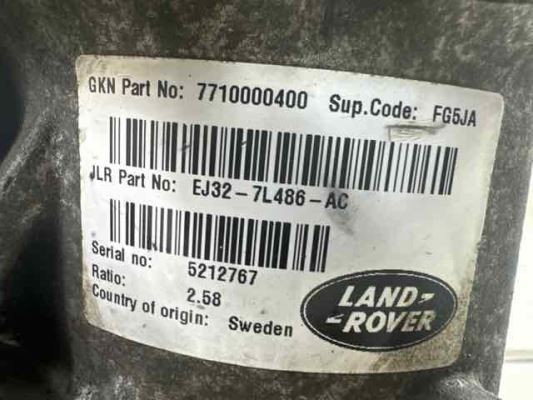 GKN Part No: 7710000400 Sup.Code: FG5JA
JLR Part No: EJ32-7L486-AC
Serial no: 5212767
Ratio: 2.58
Country of origin: Sweden
LAND-
-ROVER